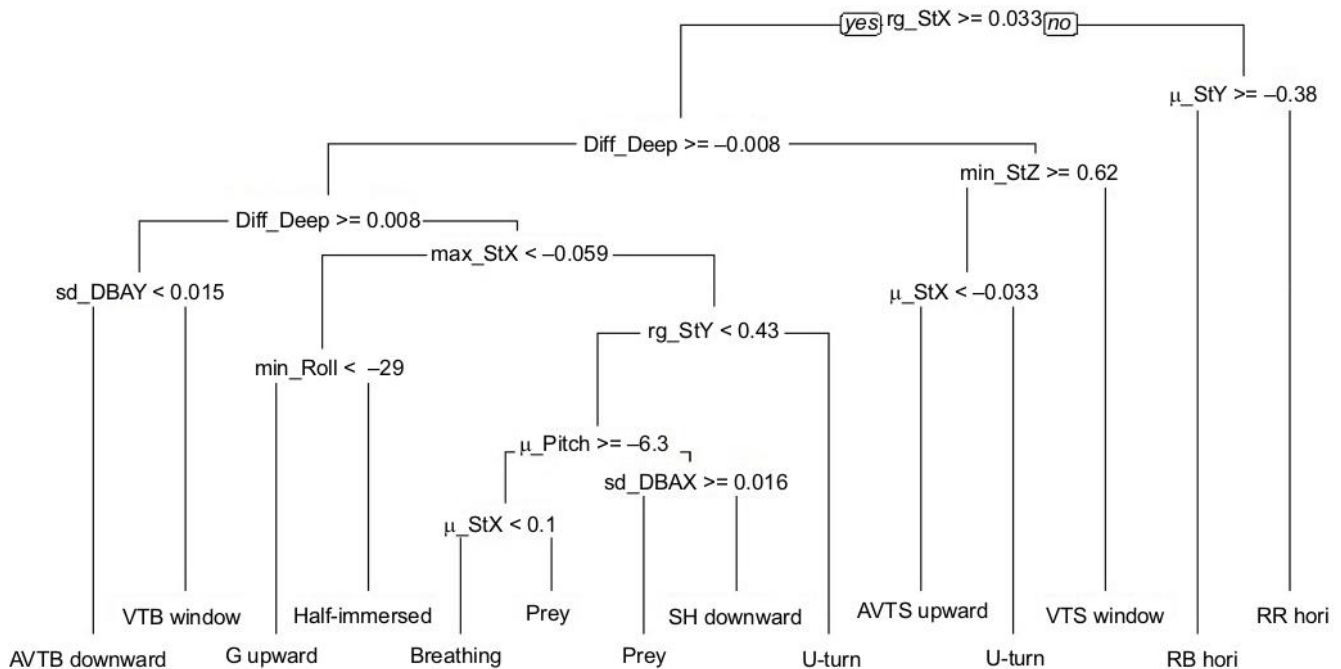 yes rg_StX >= 0.033 no
μ_StY >= –0.38
Diff_Deep >= –0.008
min_StZ >= 0.62
Diff_Deep >= 0.008
max_StX < –0.059
sd_DBAY < 0.015
μ_StX < –0.033
rg_StY < 0.43
min_Roll < –29
μ_Pitch >= –6.3
sd_DBAX >= 0.016
μ_StX < 0.1
VTB window
Half-immersed
Prey
SH downward
AVTS upward
VTS window
RR hori
AVTB downward
G upward
Breathing
Prey
U-turn
U-turn
RB hori